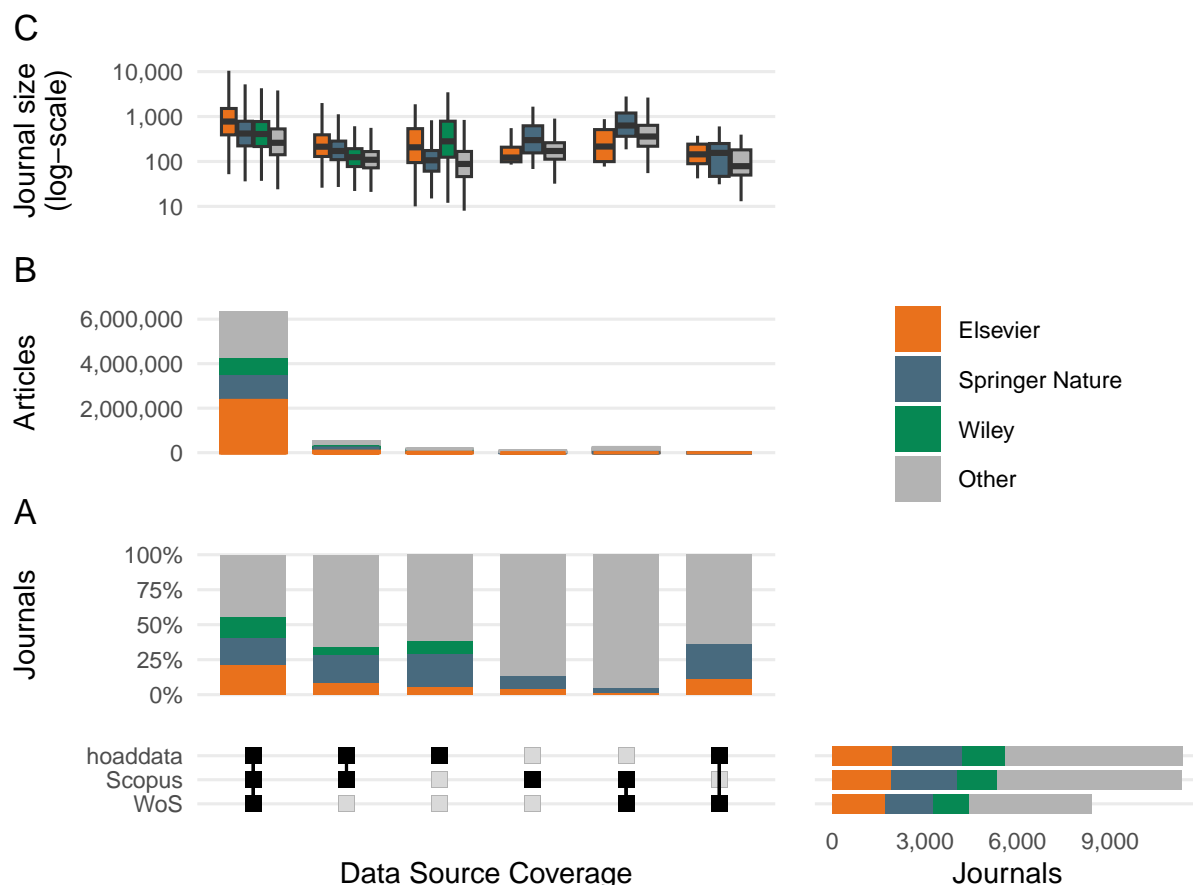 C
Journal size
(log−scale)
10,000
1,000
100
10
B
Articles
6,000,000
4,000,000
2,000,000
0
Elsevier
Springer Nature
Wiley
Other
A
Journals
100%
75%
50%
25%
0%
hoaddata
Scopus
WoS
Data Source Coverage
0 3,000 6,000 9,000
Journals